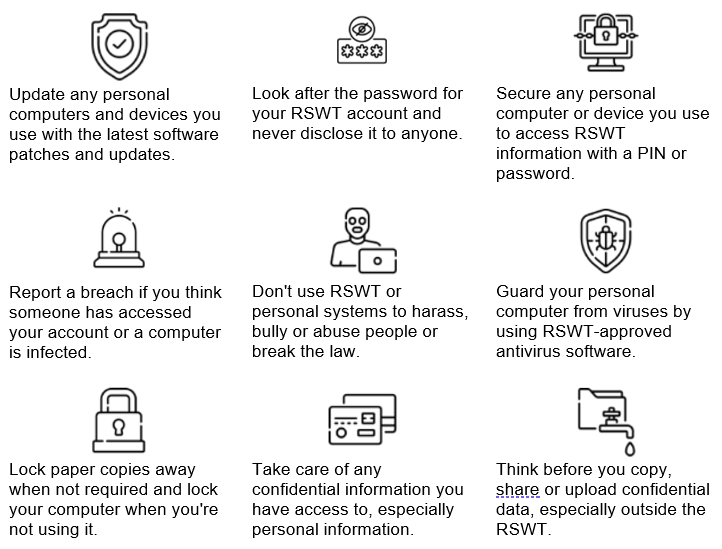 Update any personal
computers and devices you
use with the latest software
patches and updates.
Look after the password for
your RSWT account and
never disclose it to anyone.
Secure any personal
computer or device you use
to access RSWT
information with a PIN or
password.
Report a breach if you think
someone has accessed
your account or a computer
is infected.
Don't use RSWT or
personal systems to harass,
bully or abuse people or
break the law.
Guard your personal
computer from viruses by
using RSWT-approved
antivirus software.
Lock paper copies away
when not required and lock
your computer when you're
not using it.
Take care of any
confidential information you
have access to, especially
personal information.
Think before you copy,
share or upload confidential
data, especially outside the
RSWT.